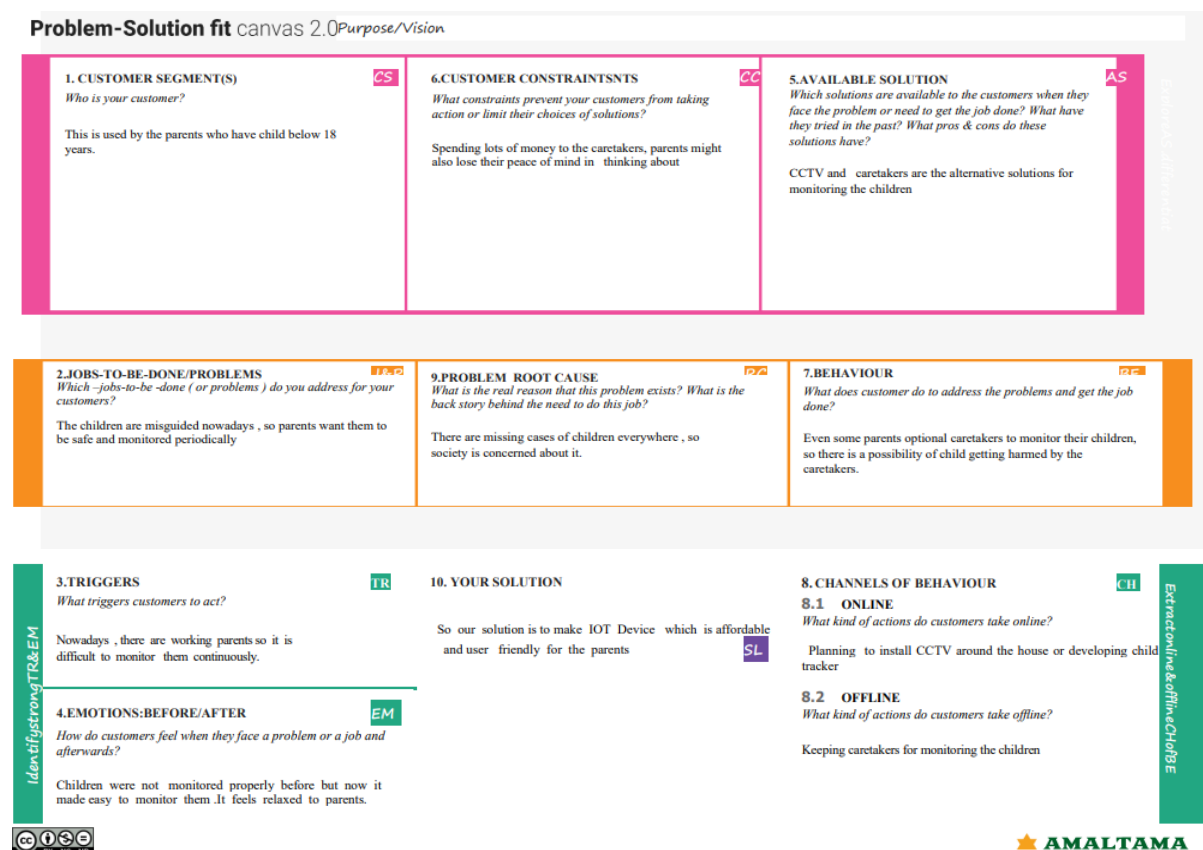 Problem-Solution fit canvas 2.0Purpose/Vision
1. CUSTOMER SEGMENT(S)
CS
Who is your customer?
This is used by the parents who have child below 18
years.
6.CUSTOMER CONSTRAINTSNTS
CC
What constraints prevent your customers from taking
action or limit their choices of solutions?
Spending lots of money to the caretakers, parents might
also lose their peace of mind in thinking about
5.AVAILABLE SOLUTION
AS
Which solutions are available to the customers when they
face the problem or need to get the job done? What have
they tried in the past? What pros & cons do these
solutions have?
CCTV and caretakers are the alternative solutions for
monitoring the children
2.JOBS-TO-BE-DONE/PROBLEMS
J&P
Which –jobs-to-be -done ( or problems ) do you address for your
customers?
The children are misguided nowadays , so parents want them to
be safe and monitored periodically
9.PROBLEM ROOT CAUSE
RC
What is the real reason that this problem exists? What is the
back story behind the need to do this job?
There are missing cases of children everywhere , so
society is concerned about it.
7.BEHAVIOUR
BE
What does customer do to address the problems and get the job
done?
Even some parents optional caretakers to monitor their children,
so there is a possibility of child getting harmed by the
caretakers.
IdentifystrongTR&EM
3.TRIGGERS
TR
What triggers customers to act?
Nowadays , there are working parents so it is
difficult to monitor them continuously.
4.EMOTIONS:BEFORE/AFTER
EM
How do customers feel when they face a problem or a job and
afterwards?
Children were not monitored properly before but now it
made easy to monitor them .It feels relaxed to parents.
10. YOUR SOLUTION
So our solution is to make IOT Device which is affordable
and user friendly for the parents
SL
8. CHANNELS OF BEHAVIOUR
CH
8.1 ONLINE
What kind of actions do customers take online?
Planning to install CCTV around the house or developing child
tracker
8.2 OFFLINE
What kind of actions do customers take offline?
Keeping caretakers for monitoring the children
Extractonline&offlineCHofBE
cc
AMALTAMA